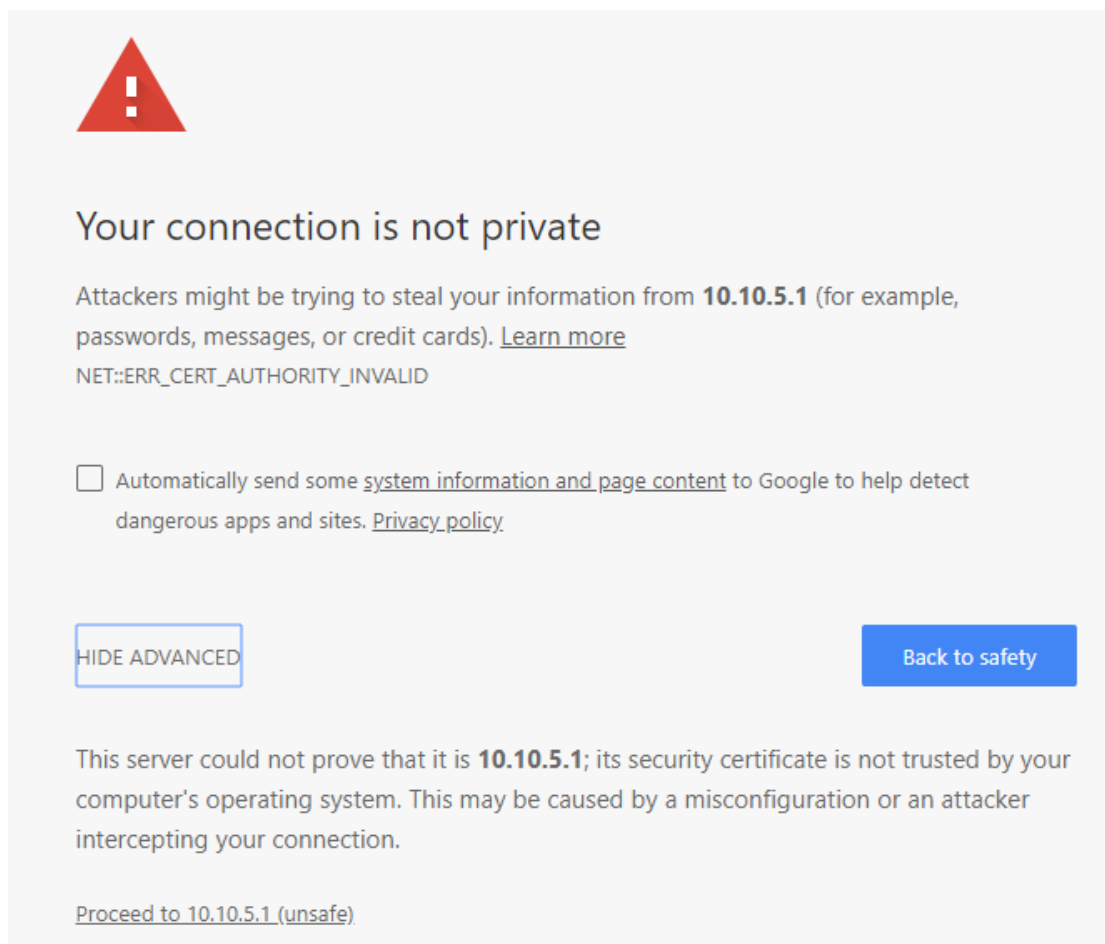 Your connection is not private
Attackers might be trying to steal your information from 10.10.5.1 (for example,
passwords, messages, or credit cards). Learn more
NET::ERR_CERT_AUTHORITY_INVALID
Automatically send some system information and page content to Google to help detect
dangerous apps and sites. Privacy policy
HIDE ADVANCED
Back to safety
This server could not prove that it is 10.10.5.1; its security certificate is not trusted by your
computer's operating system. This may be caused by a misconfiguration or an attacker
intercepting your connection.
Proceed to 10.10.5.1 (unsafe)